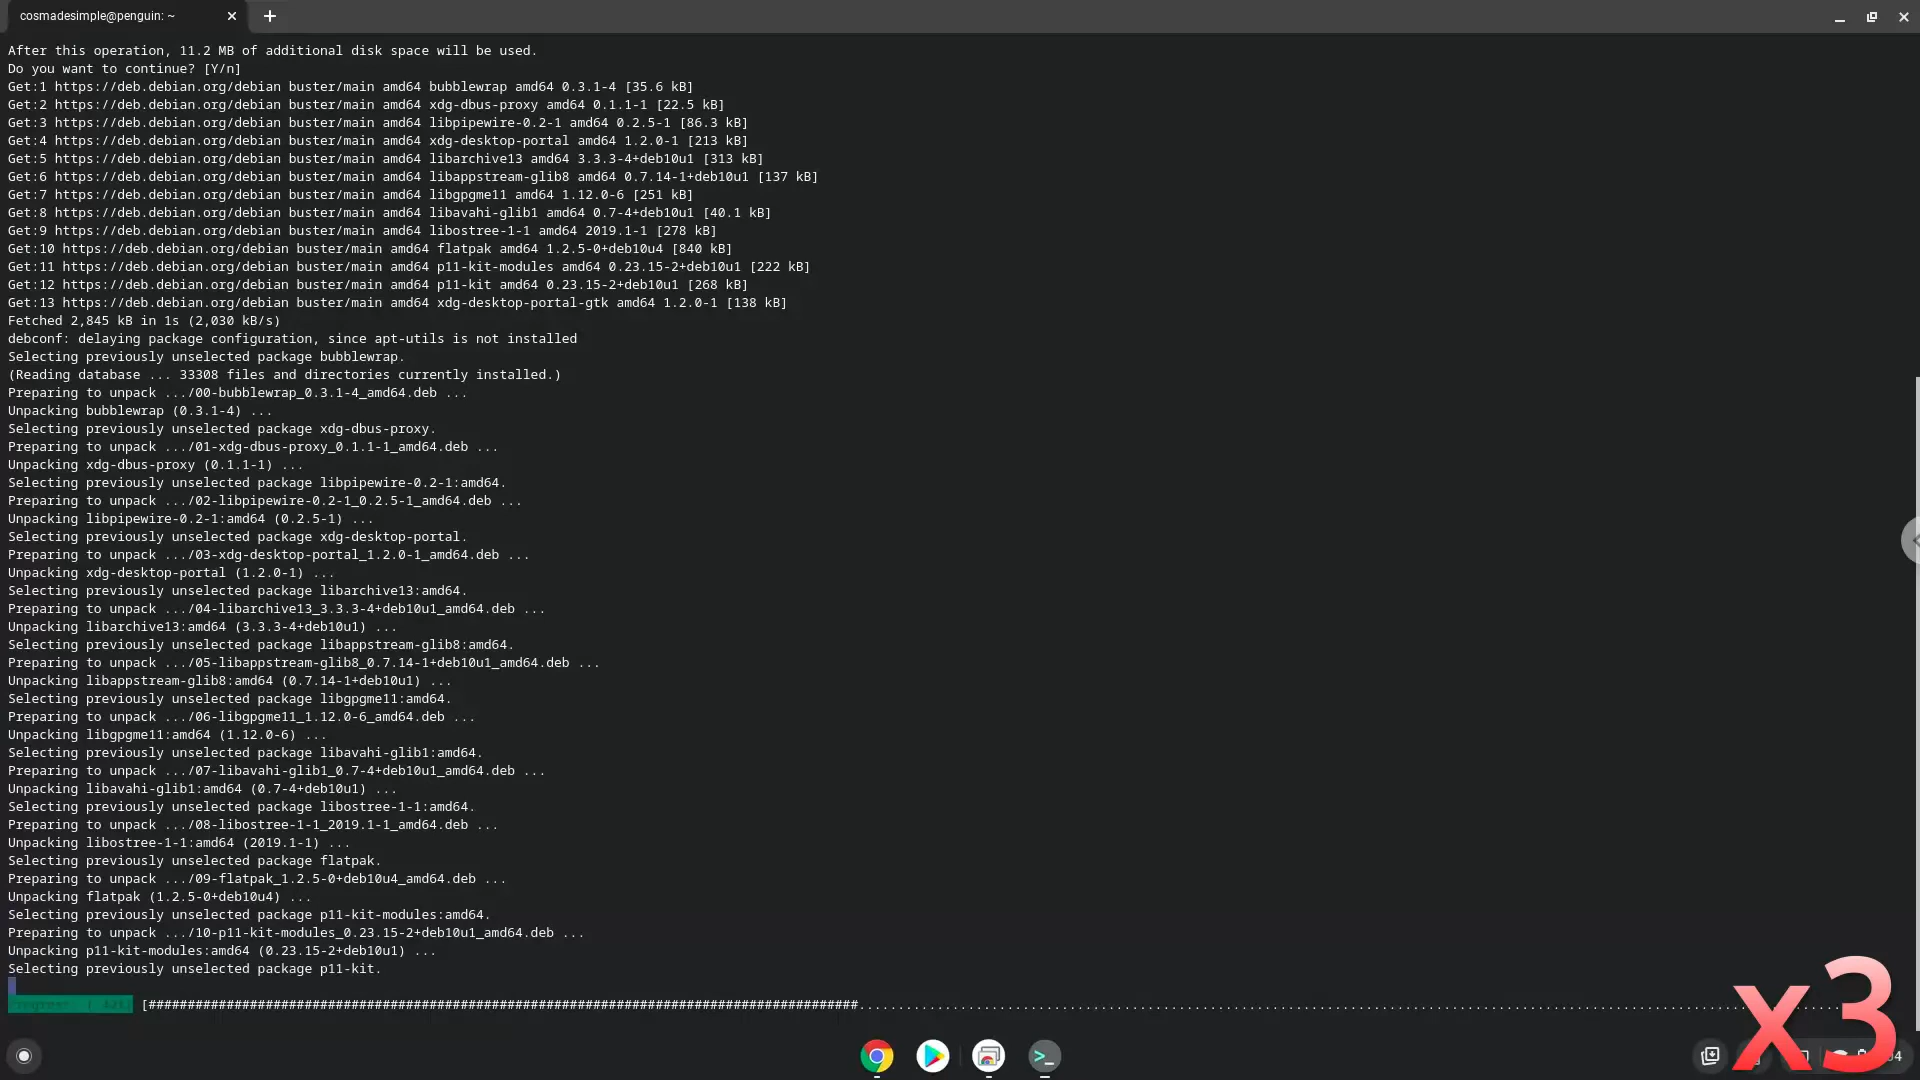 cosmadesimple@penguin: ~
After this operation, 11.2 MB of additional disk space will be used.
Do you want to continue? [Y/n]
Get:1 https://deb.debian.org/debian buster/main amd64 bubblewrap amd64 0.3.1-4 [35.6 kB]
Get:2 https://deb.debian.org/debian buster/main amd64 xdg-dbus-proxy amd64 0.1.1-1 [22.5 kB]
Get:3 https://deb.debian.org/debian buster/main amd64 libpipewire-0.2-1 amd64 0.2.5-1 [86.3 kB]
Get:4 https://deb.debian.org/debian buster/main amd64 xdg-desktop-portal amd64 1.2.0-1 [213 kB]
Get:5 https://deb.debian.org/debian buster/main amd64 libarchive13 amd64 3.3.3-4+deb10u1 [313 kB]
Get:6 https://deb.debian.org/debian buster/main amd64 libappstream-glib8 amd64 0.7.14-1+deb10u1 [137 kB]
Get:7 https://deb.debian.org/debian buster/main amd64 libgpgme11 amd64 1.12.0-6 [251 kB]
Get:8 https://deb.debian.org/debian buster/main amd64 libavahi-glib1 amd64 0.7-4+deb10u1 [40.1 kB]
Get:9 https://deb.debian.org/debian buster/main amd64 libostree-1-1 amd64 2019.1-1 [278 kB]
Get:10 https://deb.debian.org/debian buster/main amd64 flatpak amd64 1.2.5-0+deb10u4 [840 kB]
Get:11 https://deb.debian.org/debian buster/main amd64 p11-kit-modules amd64 0.23.15-2+deb10u1 [222 kB]
Get:12 https://deb.debian.org/debian buster/main amd64 p11-kit amd64 0.23.15-2+deb10u1 [268 kB]
Get:13 https://deb.debian.org/debian buster/main amd64 xdg-desktop-portal-gtk amd64 1.2.0-1 [138 kB]
Fetched 2,845 kB in 1s (2,030 kB/s)
debconf: delaying package configuration, since apt-utils is not installed
Selecting previously unselected package bubblewrap.
(Reading database ... 33308 files and directories currently installed.)
Preparing to unpack .../00-bubblewrap_0.3.1-4_amd64.deb ...
Unpacking bubblewrap (0.3.1-4) ...
Selecting previously unselected package xdg-dbus-proxy.
Preparing to unpack .../01-xdg-dbus-proxy_0.1.1-1_amd64.deb ...
Unpacking xdg-dbus-proxy (0.1.1-1) ...
Selecting previously unselected package libpipewire-0.2-1:amd64.
Preparing to unpack .../02-libpipewire-0.2-1_0.2.5-1_amd64.deb ...
Unpacking libpipewire-0.2-1:amd64 (0.2.5-1) ...
Selecting previously unselected package xdg-desktop-portal.
Preparing to unpack .../03-xdg-desktop-portal_1.2.0-1_amd64.deb ...
Unpacking xdg-desktop-portal (1.2.0-1) ...
Selecting previously unselected package libarchive13:amd64.
Preparing to unpack .../04-libarchive13_3.3.3-4+deb10u1_amd64.deb ...
Unpacking libarchive13:amd64 (3.3.3-4+deb10u1) ...
Selecting previously unselected package libappstream-glib8:amd64.
Preparing to unpack .../05-libappstream-glib8_0.7.14-1+deb10u1_amd64.deb ...
Unpacking libappstream-glib8:amd64 (0.7.14-1+deb10u1) ...
Selecting previously unselected package libgpgme11:amd64.
Preparing to unpack .../06-libgpgme11_1.12.0-6_amd64.deb ...
Unpacking libgpgme11:amd64 (1.12.0-6) ...
Selecting previously unselected package libavahi-glib1:amd64.
Preparing to unpack .../07-libavahi-glib1_0.7-4+deb10u1_amd64.deb ...
Unpacking libavahi-glib1:amd64 (0.7-4+deb10u1) ...
Selecting previously unselected package libostree-1-1:amd64.
Preparing to unpack .../08-libostree-1-1_2019.1-1_amd64.deb ...
Unpacking libostree-1-1:amd64 (2019.1-1) ...
Selecting previously unselected package flatpak.
Preparing to unpack .../09-flatpak_1.2.5-0+deb10u4_amd64.deb ...
Unpacking flatpak (1.2.5-0+deb10u4) ...
Selecting previously unselected package p11-kit-modules:amd64.
Preparing to unpack .../10-p11-kit-modules_0.23.15-2+deb10u1_amd64.deb ...
Unpacking p11-kit-modules:amd64 (0.23.15-2+deb10u1) ...
Selecting previously unselected package p11-kit.
x3